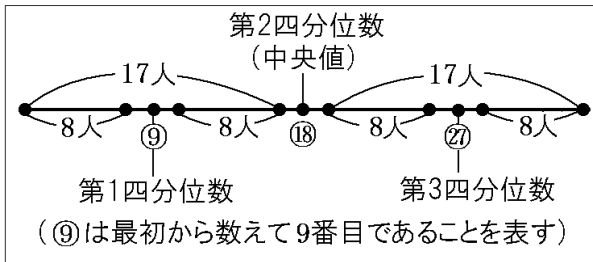 第2四分位数
(中央値)
17人 17人
8人 ⑨ 8人 ⑱ 8人 ㉗ 8人
第1四分位数 第3四分位数
(⑨は最初から数えて9番目であることを表す)